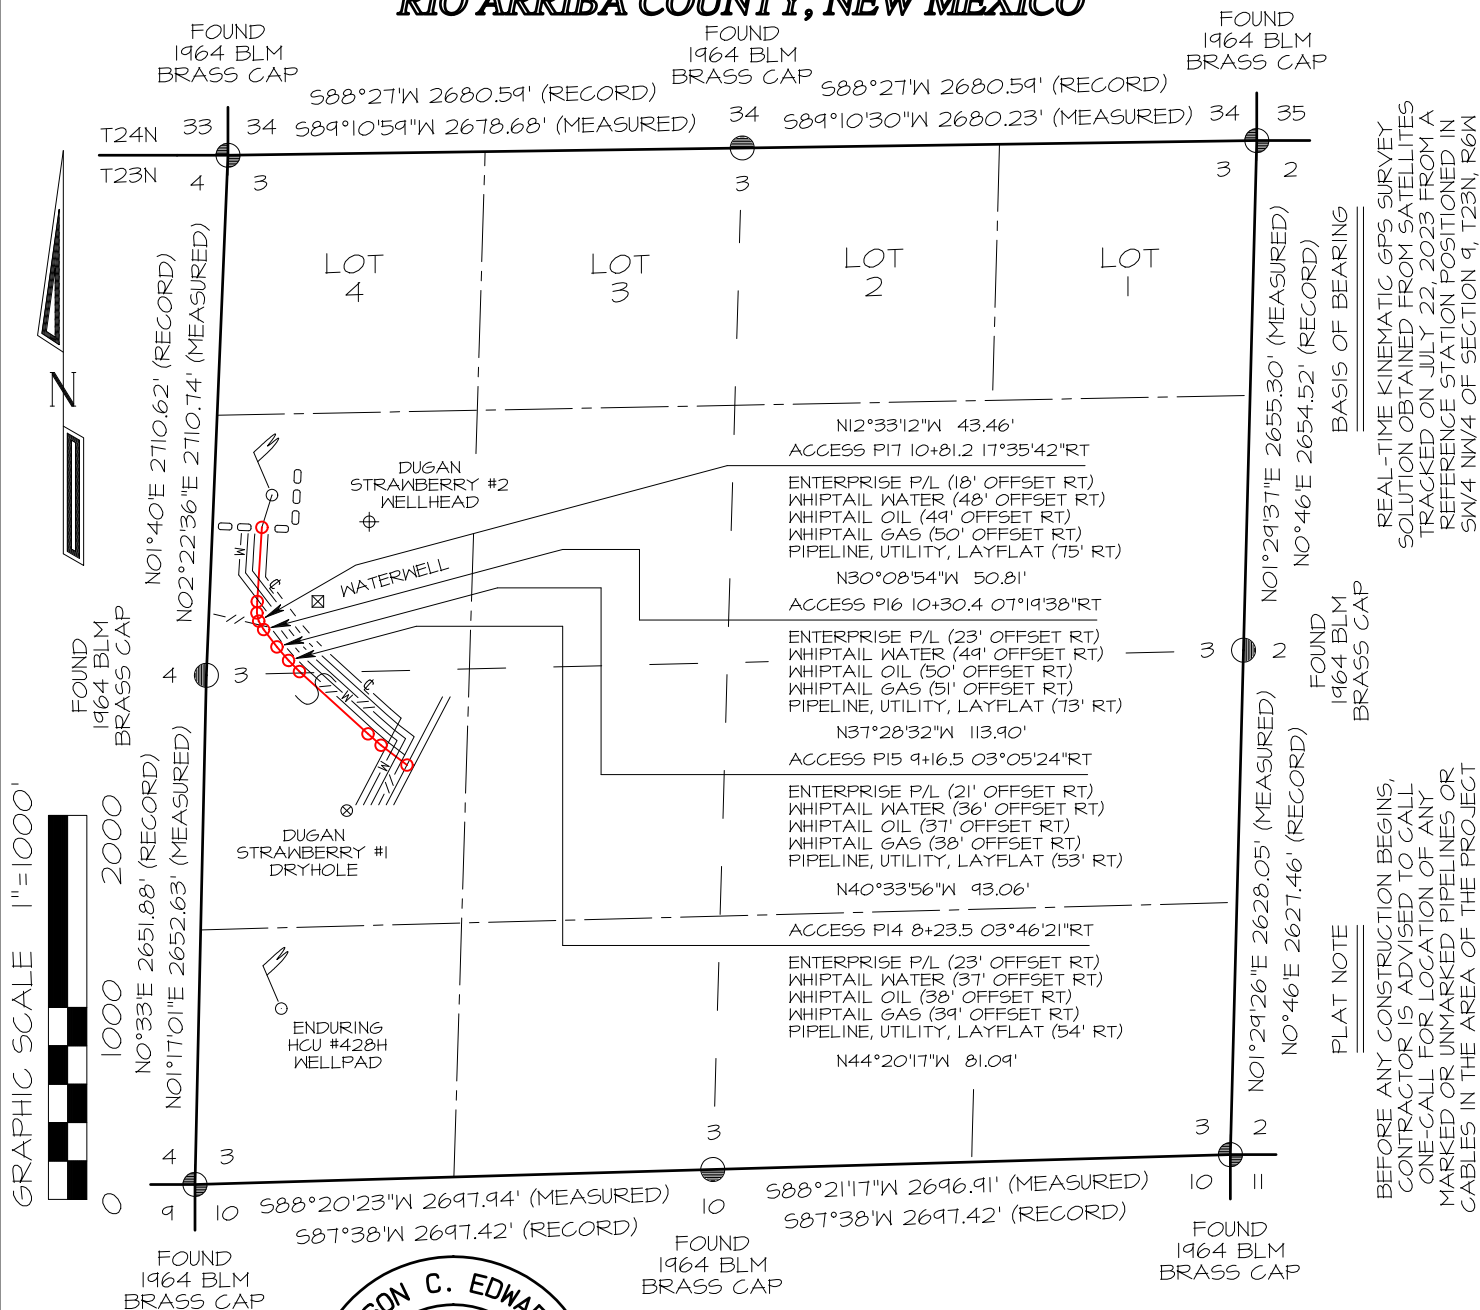 RIO ARRIBA COUNTY, NEW MEXICO
FOUND
1964 BLM
BRASS CAP
FOUND
1964 BLM
BRASS CAP
FOUND
1964 BLM
BRASS CAP
S88°27'W 2680.59' (RECORD)
S89°10'59"W 2678.68' (MEASURED)
S88°27'W 2680.59' (RECORD)
S89°10'30"W 2680.23' (MEASURED)
T24N
33
34
34
34
35
T23N
4
3
3
3
2
LOT
4
LOT
3
LOT
2
LOT
1
N
N01°40'E 2710.62' (RECORD)
N02°22'36"E 2710.74' (MEASURED)
N01°29'37"E 2655.30' (MEASURED)
N0°46'E 2654.52' (RECORD)
BASIS OF BEARING
REAL-TIME KINEMATIC GPS SURVEY
SOLUTION OBTAINED FROM SATELLITES
TRACKED ON JULY 22, 2023 FROM A
REFERENCE STATION POSITIONED IN
SW/4 NW/4 OF SECTION 9, T23N, R6W
DUGAN
STRAWBERRY #2
WELLHEAD
WATERWELL
M
℄
N12°33'12"W 43.46'
ACCESS PI7 10+81.2 17°35'42"RT
ENTERPRISE P/L (18' OFFSET RT)
WHIPTAIL WATER (48' OFFSET RT)
WHIPTAIL OIL (49' OFFSET RT)
WHIPTAIL GAS (50' OFFSET RT)
PIPELINE, UTILITY, LAYFLAT (75' RT)
N30°08'54"W 50.81'
ACCESS PI6 10+30.4 07°19'38"RT
ENTERPRISE P/L (23' OFFSET RT)
WHIPTAIL WATER (49' OFFSET RT)
WHIPTAIL OIL (50' OFFSET RT)
WHIPTAIL GAS (51' OFFSET RT)
PIPELINE, UTILITY, LAYFLAT (73' RT)
N37°28'32"W 113.90'
ACCESS PI5 9+16.5 03°05'24"RT
ENTERPRISE P/L (21' OFFSET RT)
WHIPTAIL WATER (36' OFFSET RT)
WHIPTAIL OIL (37' OFFSET RT)
WHIPTAIL GAS (38' OFFSET RT)
PIPELINE, UTILITY, LAYFLAT (53' RT)
N40°33'56"W 93.06'
ACCESS PI4 8+23.5 03°46'21"RT
ENTERPRISE P/L (23' OFFSET RT)
WHIPTAIL WATER (37' OFFSET RT)
WHIPTAIL OIL (38' OFFSET RT)
WHIPTAIL GAS (39' OFFSET RT)
PIPELINE, UTILITY, LAYFLAT (54' RT)
N44°20'17"W 81.09'
FOUND
1964 BLM
BRASS CAP
4
3
3
2
FOUND
1964 BLM
BRASS CAP
M
℄
M
DUGAN
STRAWBERRY #1
DRYHOLE
ENDURING
HCU #428H
WELLPAD
GRAPHIC SCALE 1"=1000'
0
1000
2000
N0°33'E 2651.88' (RECORD)
N01°17'01"E 2652.63' (MEASURED)
N01°29'26"E 2628.05' (MEASURED)
N0°46'E 2627.46' (RECORD)
PLAT NOTE
BEFORE ANY CONSTRUCTION BEGINS,
CONTRACTOR IS ADVISED TO CALL
ONE-CALL FOR LOCATION OF ANY
MARKED OR UNMARKED PIPELINES OR
CABLES IN THE AREA OF THE PROJECT
4
3
3
3
2
9
10
10
10
11
S88°20'23"W 2697.94' (MEASURED)
S87°38'W 2697.42' (RECORD)
S88°21'17"W 2696.91' (MEASURED)
S87°38'W 2697.42' (RECORD)
FOUND
1964 BLM
BRASS CAP
FOUND
1964 BLM
BRASS CAP
FOUND
1964 BLM
BRASS CAP
C.